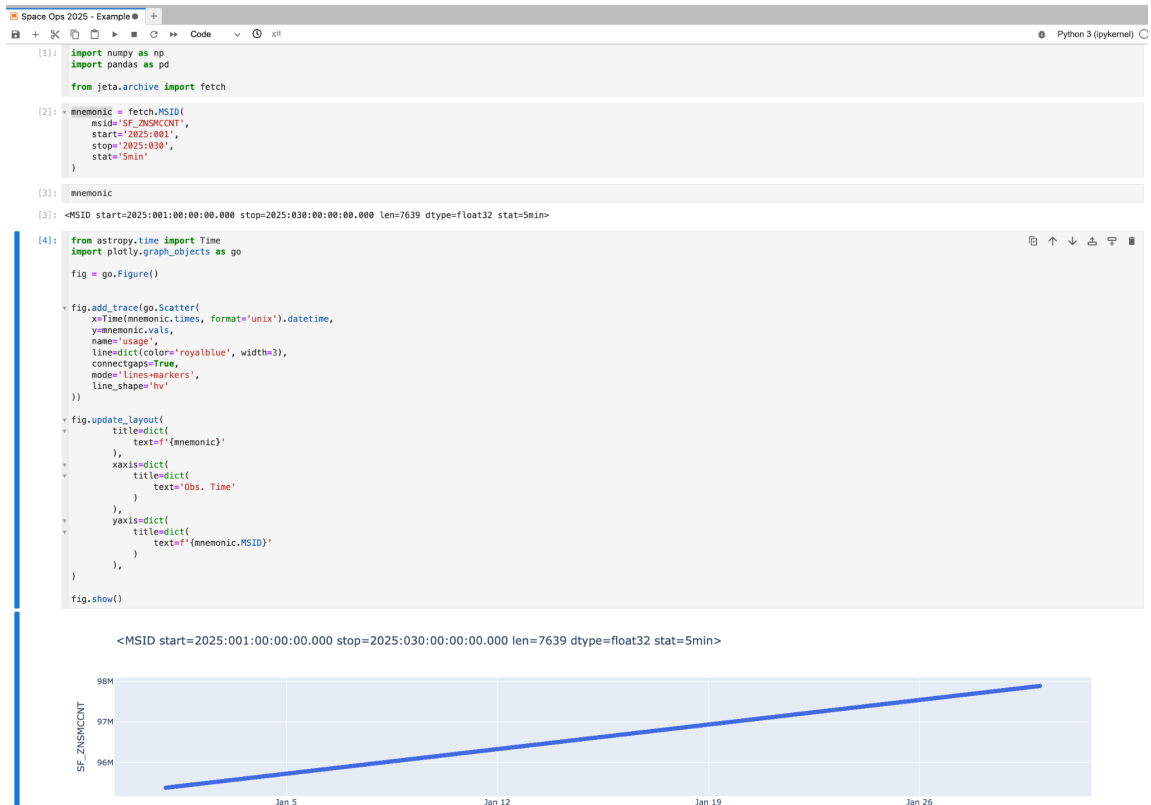 Space Ops 2025 - Example
Code git Python 3 (ipykernel)
[1]: import numpy as np
import pandas as pd
from jeta.archive import fetch
[2]: mnemonic = fetch.MSID(
msid='SF_ZNSMCCNT',
start='2025:001',
stop='2025:030',
stat='5min'
)
[3]: mnemonic
[3]: <MSID start=2025:001:00:00:00.000 stop=2025:030:00:00:00.000 len=7639 dtype=float32 stat=5min>
[4]: from astropy.time import Time
import plotly.graph_objects as go
fig = go.Figure()
fig.add_trace(go.Scatter(
x=Time(mnemonic.times, format='unix').datetime,
y=mnemonic.vals,
name='usage',
line=dict(color='royalblue', width=3),
connectgaps=True,
mode='lines+markers',
line_shape='hv'
))
fig.update_layout(
title=dict(
text=f'{mnemonic}'
),
xaxis=dict(
title=dict(
text='Obs. Time'
)
),
yaxis=dict(
title=dict(
text=f'{mnemonic.MSID}'
)
),
)
fig.show()
<MSID start=2025:001:00:00:00.000 stop=2025:030:00:00:00.000 len=7639 dtype=float32 stat=5min>
98M
97M
96M
SF_ZNSMCCNT
Jan 5 Jan 12 Jan 19 Jan 26